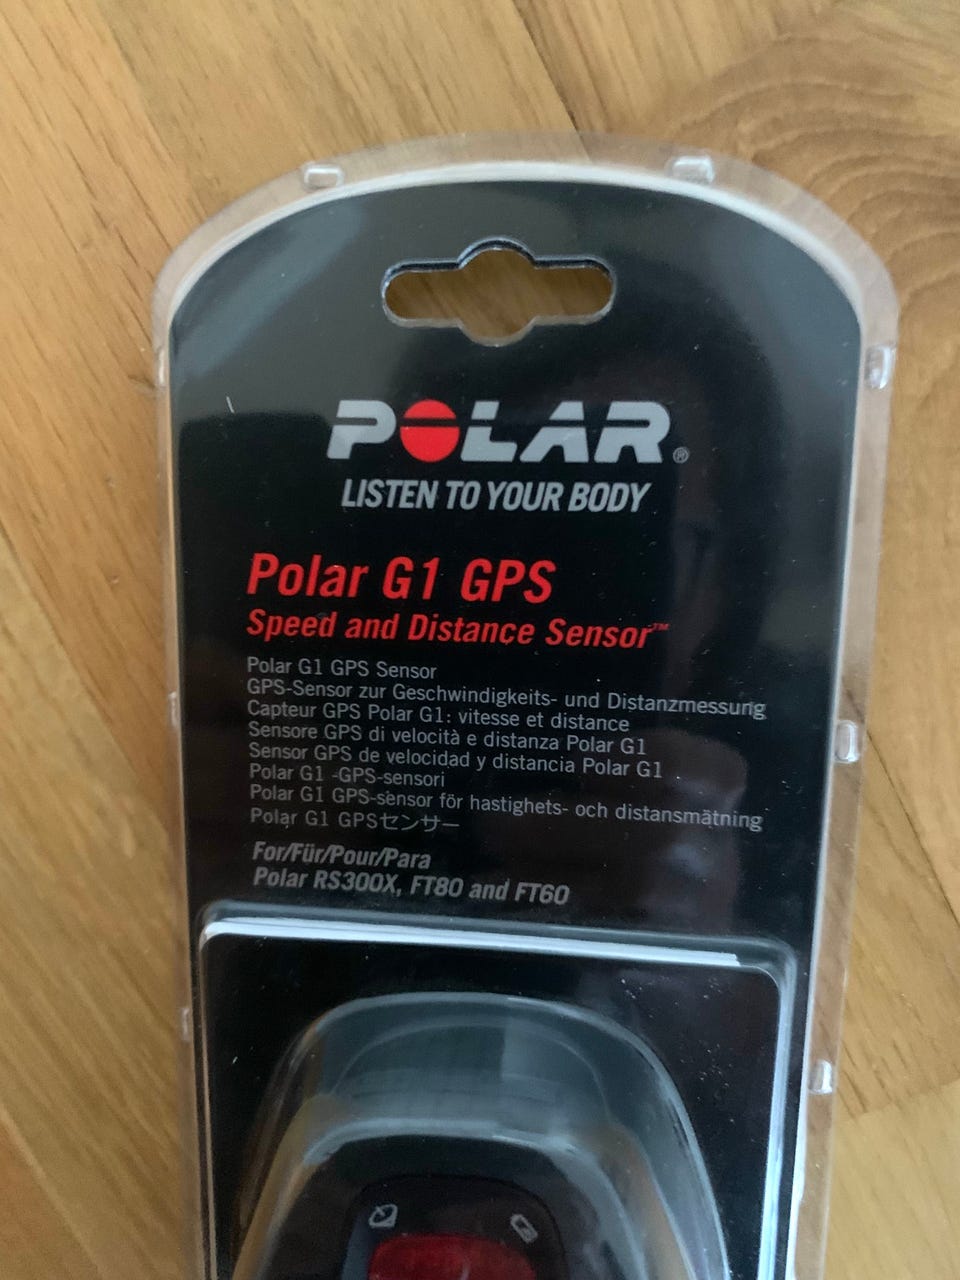 POLAR®
LISTEN TO YOUR BODY
Polar G1 GPS
Speed and Distance Sensor™
Polar G1 GPS Sensor
GPS-Sensor zur Geschwindigkeits- und Distanzmessung
Capteur GPS Polar G1: vitesse et distance
Sensore GPS di velocità e distanza Polar G1
Sensor GPS de velocidad y distancia Polar G1
Polar G1 -GPS-sensori
Polar G1 GPS-sensor för hastighets- och distansmätning
Polar G1 GPSセンサー
For/Für/Pour/Para
Polar RS300X, FT80 and FT60